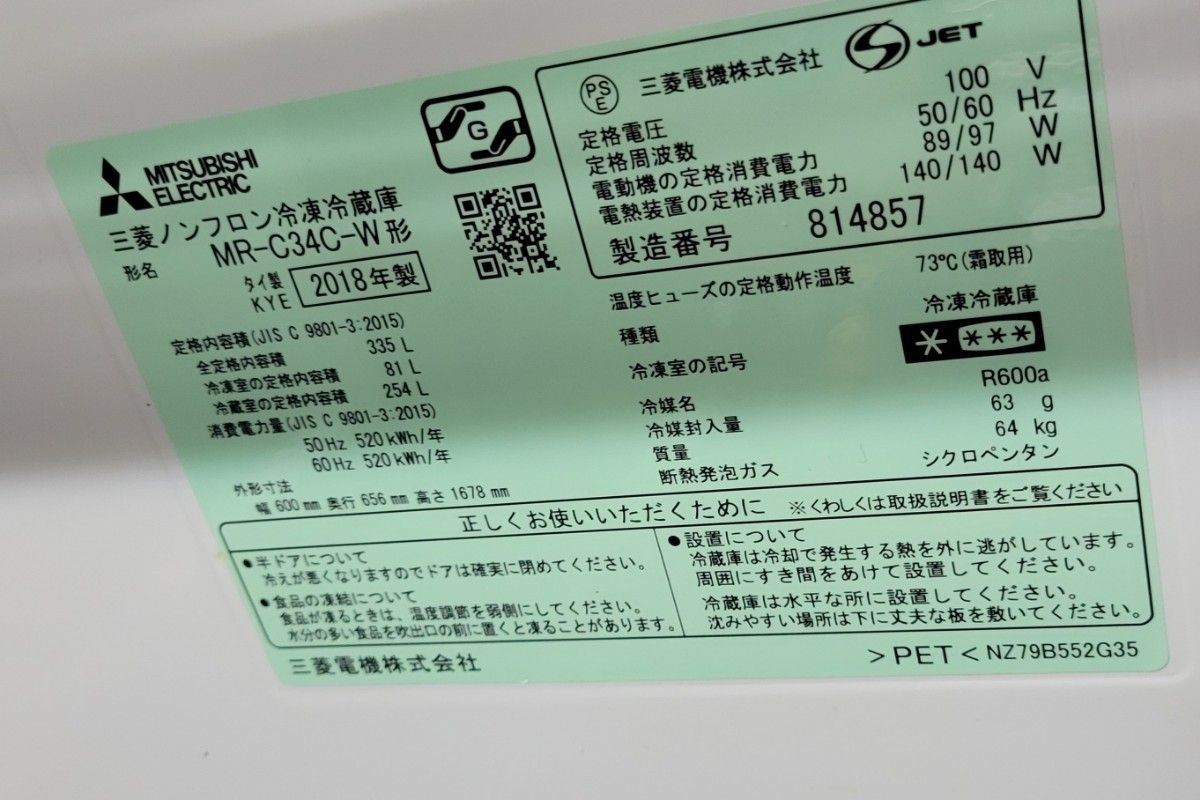 MITSUBISHI
ELECTRIC
G
三菱ノンフロン冷凍冷蔵庫
形名 MR-C34C-W形
タイ製
KYE 2018年製
定格内容積(JIS C 9801-3:2015)
全定格内容積 335 L
冷凍室の定格内容積 81 L
冷蔵室の定格内容積 254 L
消費電力量(JIS C 9801-3:2015)
50Hz 520kWh/年
60Hz 520kWh/年
外形寸法
幅 600mm 奥行 656mm 高さ 1678mm
PS
E
三菱電機株式会社
JET
定格電圧 100 V
定格周波数 50/60 Hz
電動機の定格消費電力 89/97 W
電熱装置の定格消費電力 140/140 W
製造番号 814857
温度ヒューズの定格動作温度 73℃(霜取用)
種類 冷凍冷蔵庫
冷凍室の記号 * ***
冷媒名 R600a
冷媒封入量 63 g
質量 64 kg
断熱発泡ガス シクロペンタン
正しくお使いいただくために ※くわしくは取扱説明書をご覧ください
●半ドアについて
冷えが悪くなりますのでドアは確実に閉めてください。
●食品の凍結について
食品が凍るときは、温度調節を弱側にしてください。
水分の多い食品を吹出口の前に置くと凍ることがあります。
●設置について
冷蔵庫は冷却で発生する熱を外に逃がしています。
周囲にすき間をあけて設置してください。
冷蔵庫は水平な所に設置してください。
沈みやすい場所は下に丈夫な板を敷いてください。
三菱電機株式会社
>PET< NZ79B552G35